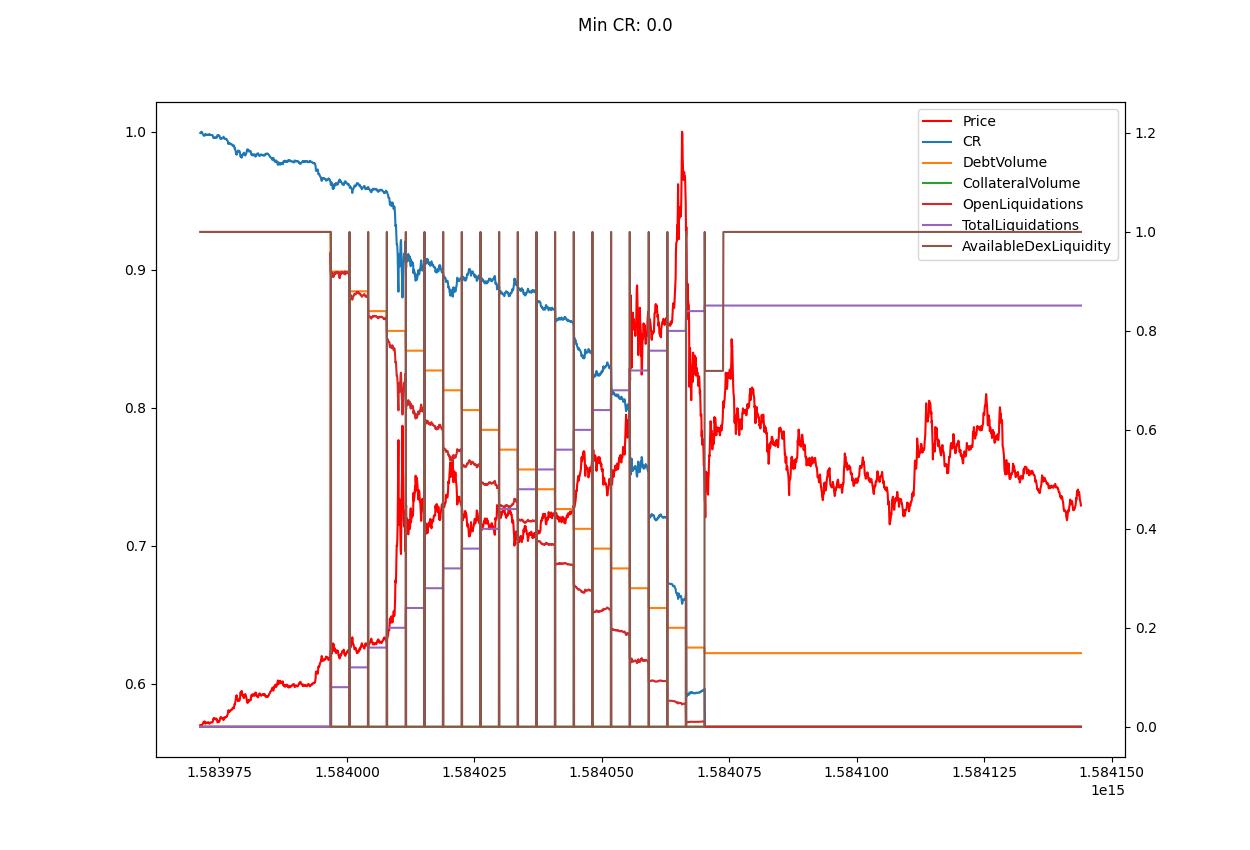 Min CR: 0.0
1.0
0.9
0.8
0.7
0.6
1.2
1.0
0.8
0.6
0.4
0.2
0.0
Price
CR
DebtVolume
CollateralVolume
OpenLiquidations
TotalLiquidations
AvailableDexLiquidity
1.583975 1.584000 1.584025 1.584050 1.584075 1.584100 1.584125 1.584150
1e15